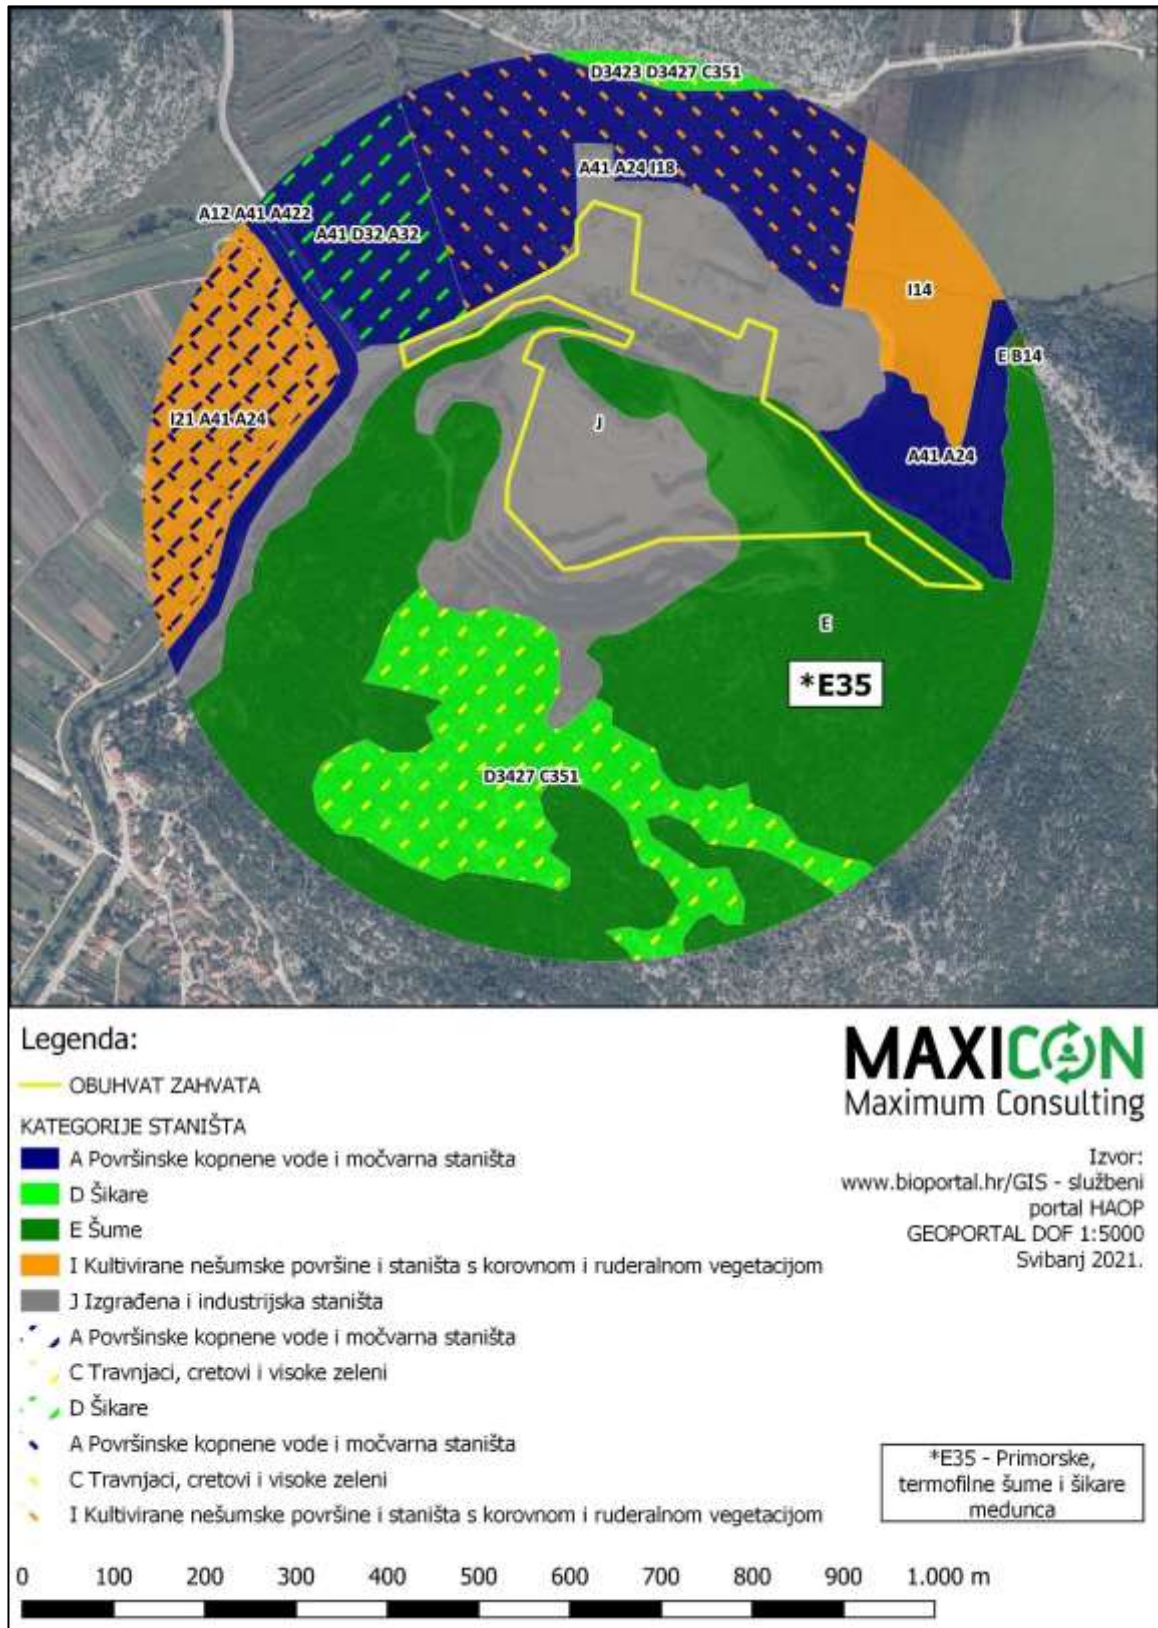 D3423 D3427 C351
A41 A24 I18
A12 A41 A422
A41 D32 A32
I14
E B14
I21 A41 A24
J
A41 A24
E
*E35
D3427 C351
Legenda:
OBUHVAT ZAHVATA
KATEGORIJE STANIŠTA
A Površinske kopnene vode i močvarna staništa
D Šikare
E Šume
I Kultivirane nešumske površine i staništa s korovnom i ruderalnom vegetacijom
J Izgrađena i industrijska staništa
A Površinske kopnene vode i močvarna staništa
C Travnjaci, cretovi i visoke zeleni
D Šikare
A Površinske kopnene vode i močvarna staništa
C Travnjaci, cretovi i visoke zeleni
I Kultivirane nešumske površine i staništa s korovnom i ruderalnom vegetacijom
MAXICON
Maximum Consulting
Izvor:
www.bioportal.hr/GIS - službeni
portal HAOP
GEOPORTAL DOF 1:5000
Svibanj 2021.
*E35 - Primorske,
termofilne šume i šikare
medunca
0 100 200 300 400 500 600 700 800 900 1.000 m